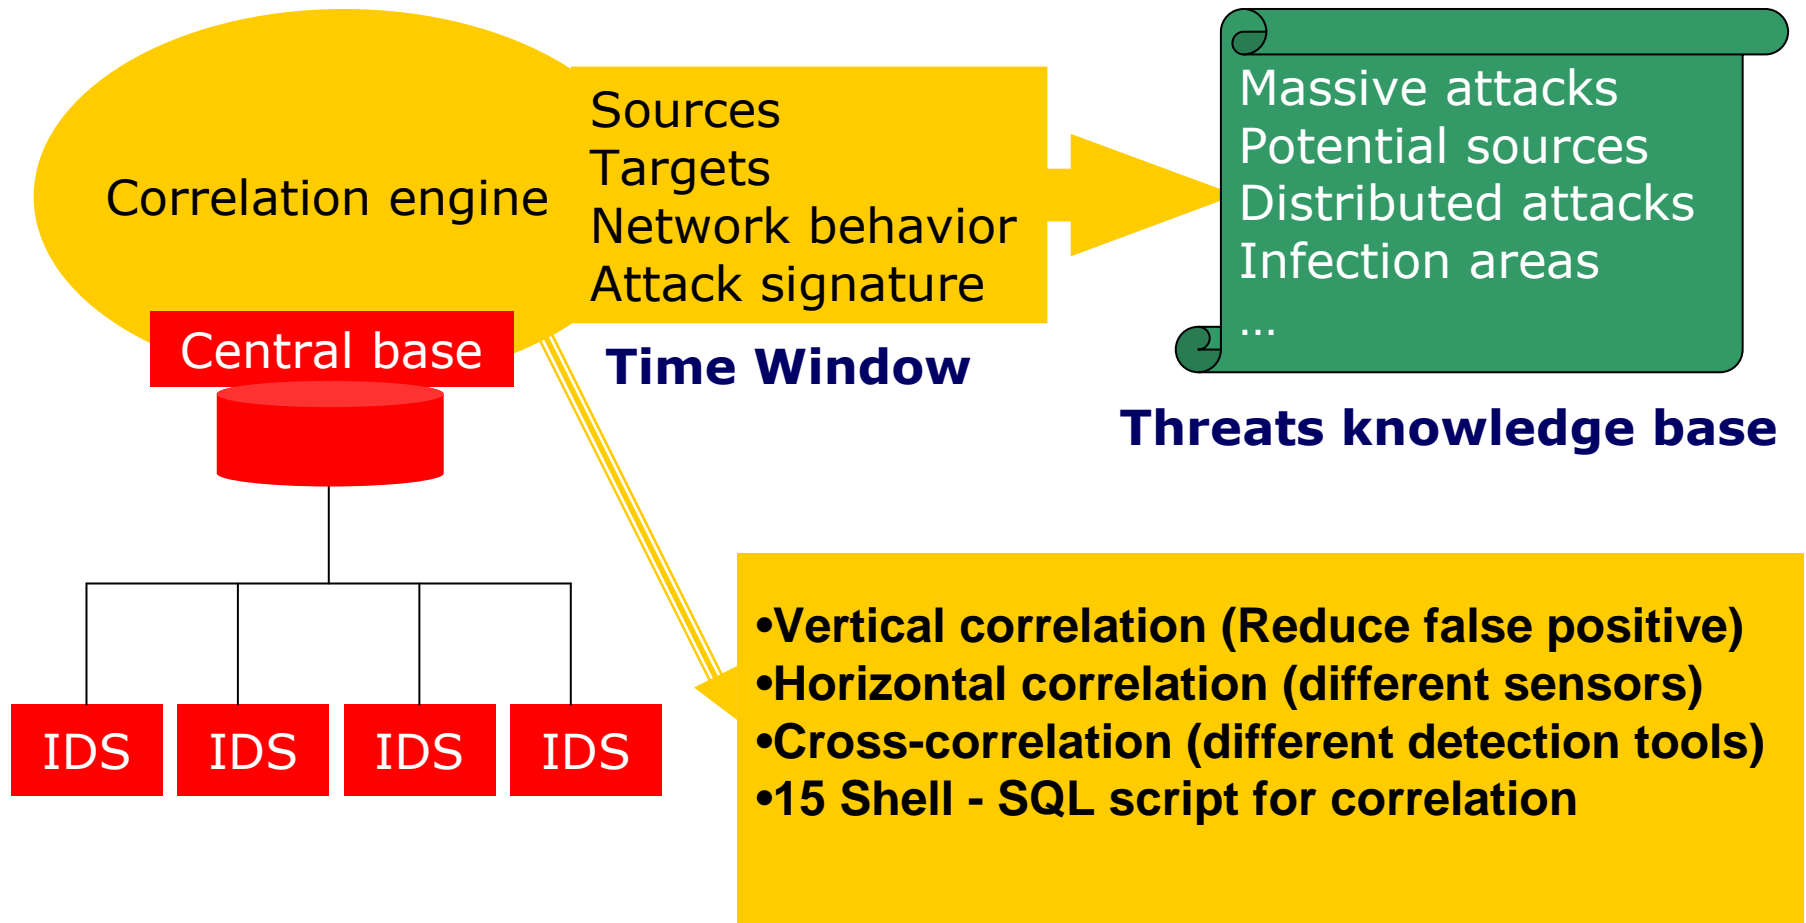 Correlation engine
Sources
Targets
Network behavior
Attack signature
Massive attacks
Potential sources
Distributed attacks
Infection areas
...
Central base
Time Window
Threats knowledge base
IDS
IDS
IDS
IDS
•Vertical correlation (Reduce false positive)
•Horizontal correlation (different sensors)
•Cross-correlation (different detection tools)
•15 Shell - SQL script for correlation